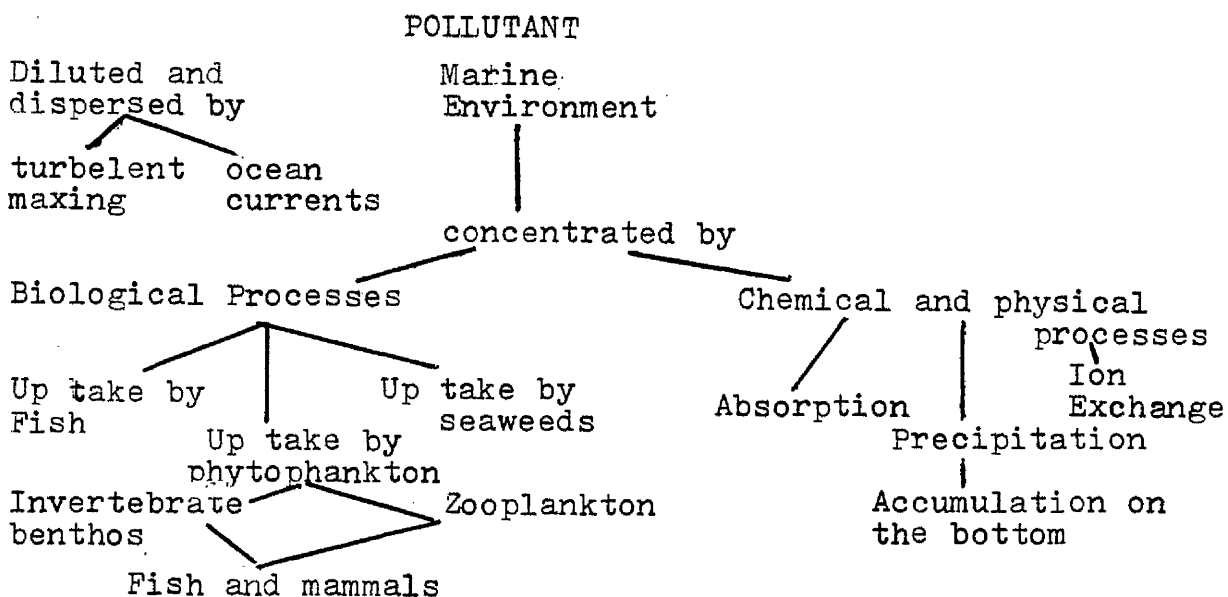 POLLUTANT
Diluted and
dispersed by
Marine
Environment
turbelent
maxing
ocean
currents
concentrated by
Biological Processes
Chemical and physical
processes
Up take by
Fish
Up take by
phytophankton
Up take by
seaweeds
Absorption
Ion
Exchange
Precipitation
Invertebrate
benthos
Zooplankton
Accumulation on
the bottom
Fish and mammals